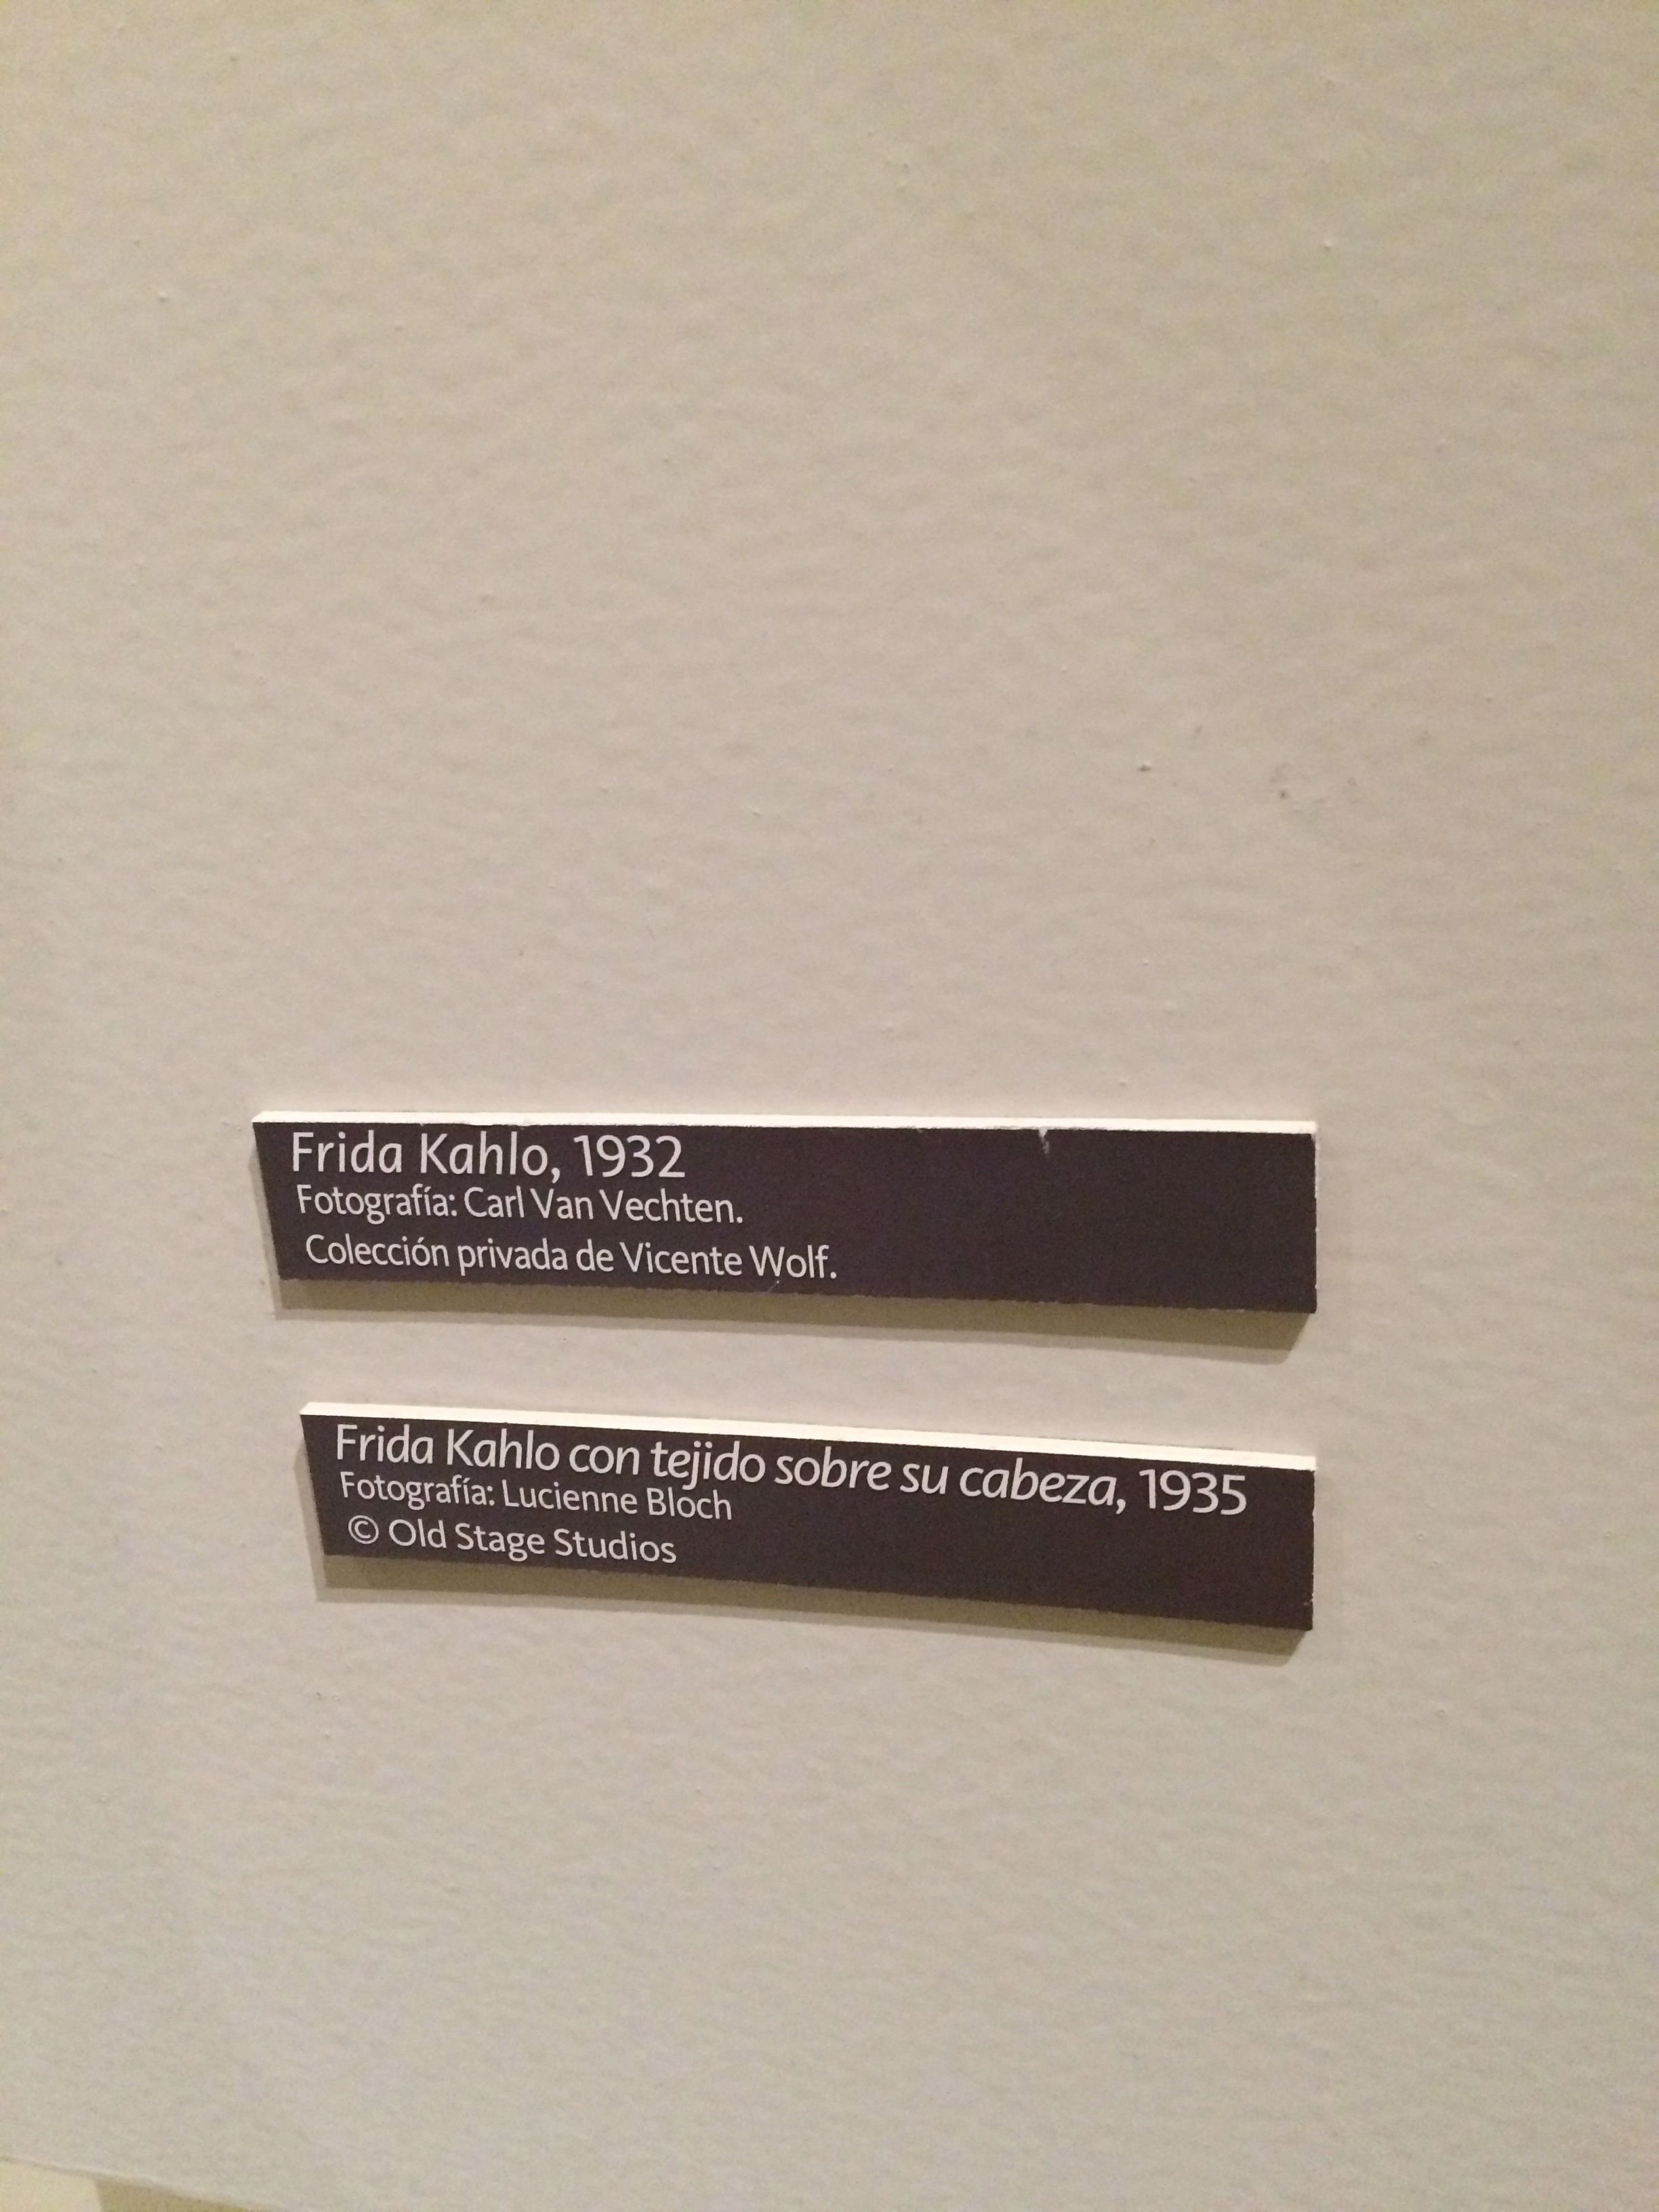 Frida Kahlo, 1932
Fotografía: Carl Van Vechten.
Colección privada de Vicente Wolf.
Frida Kahlo con tejido sobre su cabeza, 1935
Fotografía: Lucienne Bloch
© Old Stage Studios